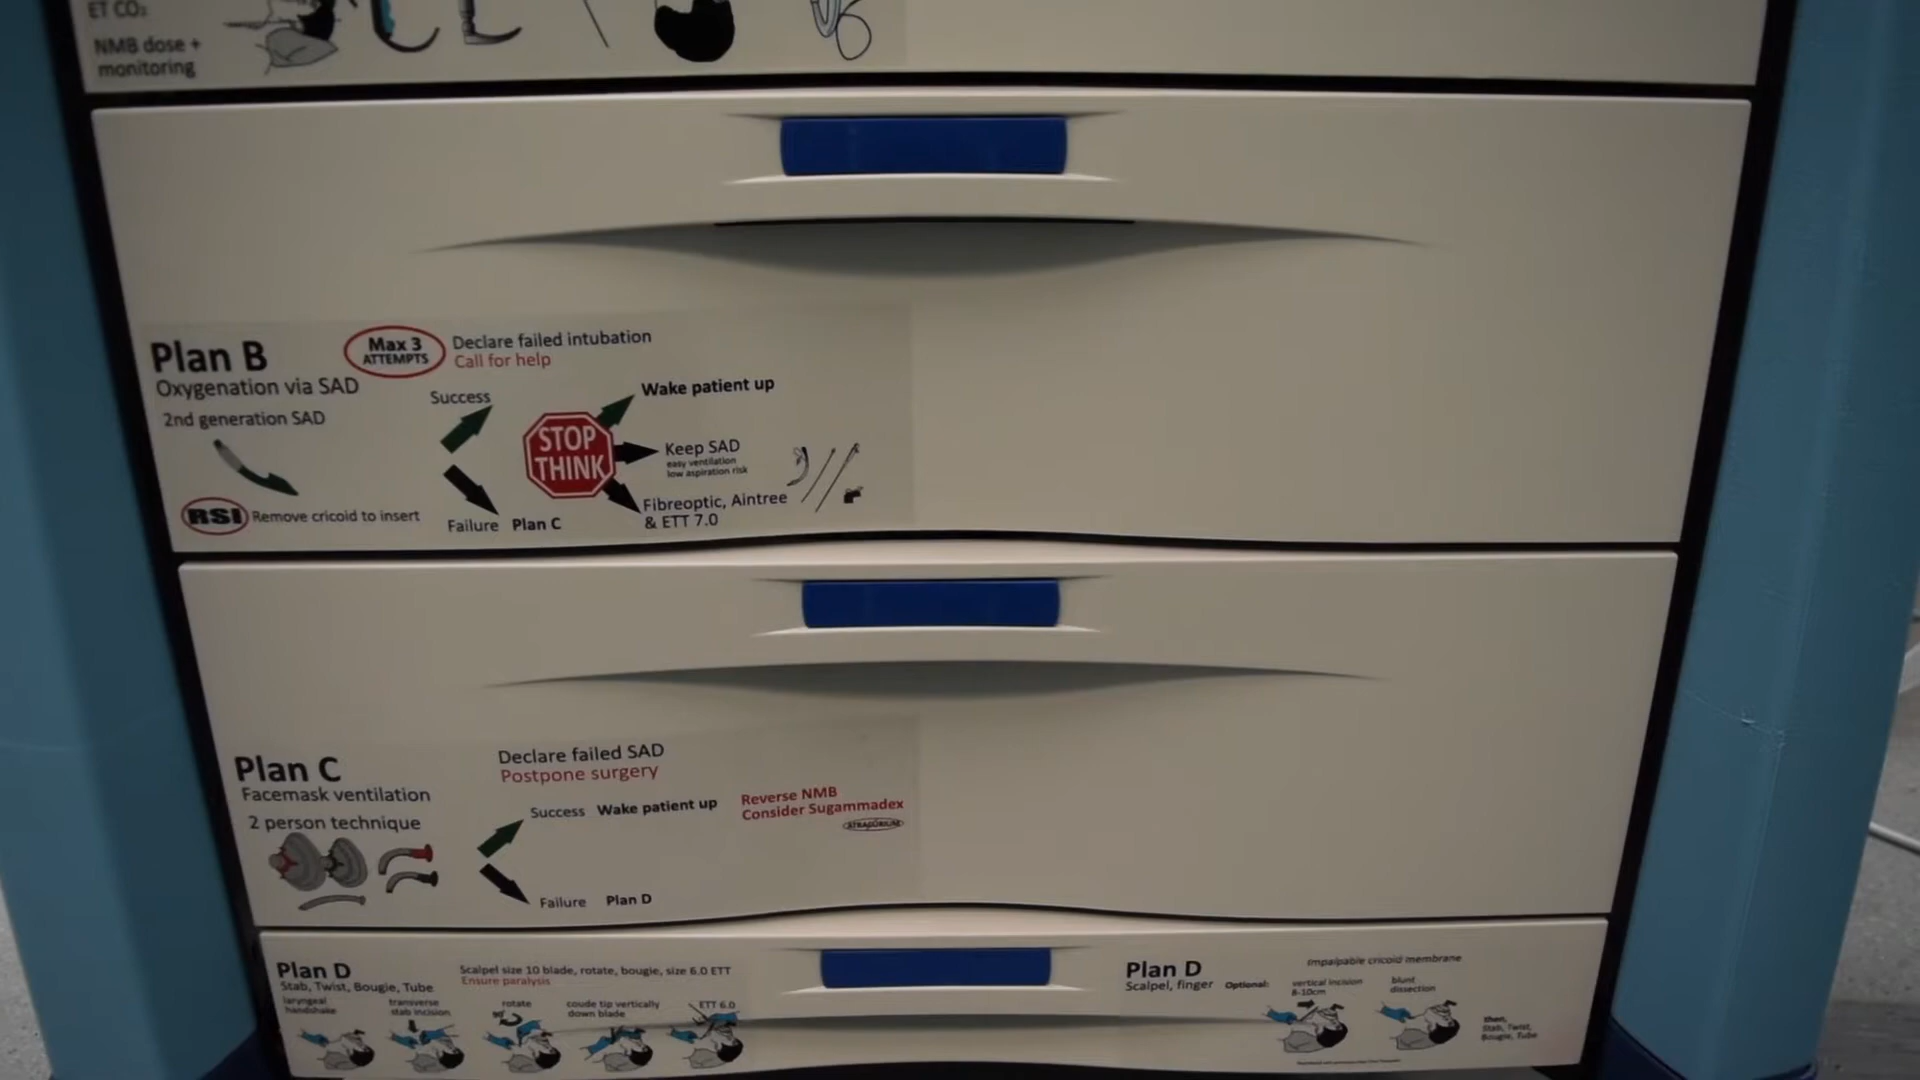 ET CO₂
NMB dose +
monitoring
Plan B
Max 3
ATTEMPTS
Declare failed intubation
Call for help
Oxygenation via SAD
2nd generation SAD
Success
STOP
THINK
Wake patient up
Keep SAD
easy ventilation
low aspiration risk
Fibreoptic, Aintree
& ETT 7.0
RSI Remove cricoid to insert
Failure Plan C
Plan C
Facemask ventilation
2 person technique
Declare failed SAD
Postpone surgery
Success Wake patient up
Reverse NMB
Consider Sugammadex
Failure Plan D
Plan D
Stab, Twist, Bougie, Tube
Scalpel size 10 blade, rotate, bougie, size 6.0 ETT
Ensure paralysis
laryngeal
handshake
transverse
stab incision
rotate
90°
coude tip vertically
down blade
ETT 6.0
Plan D
Scalpel, finger
Optional:
Impalpable cricoid membrane
vertical incision
8-10cm
blunt
dissection
then,
Stab, Twist,
Bougie, Tube